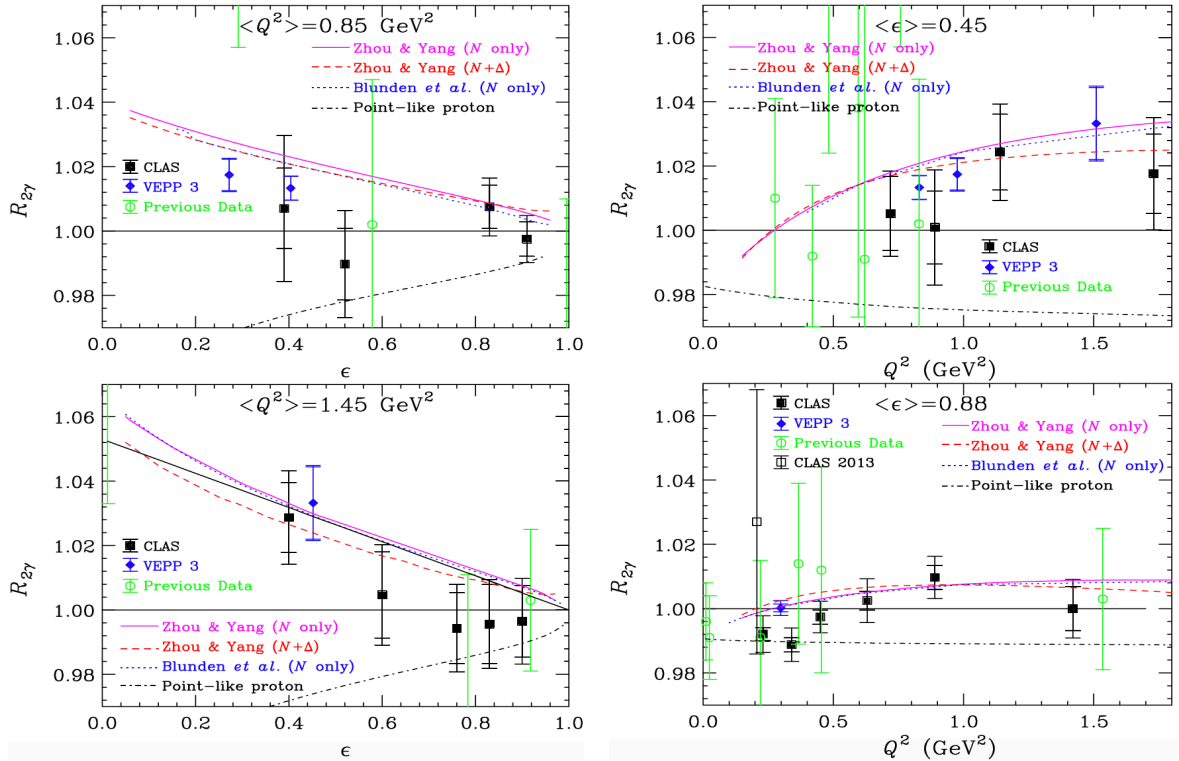 <Q²>=0.85 GeV²
Zhou & Yang (N only)
Zhou & Yang (N+Δ)
Blunden et al. (N only)
Point-like proton
CLAS
VEPP 3
Previous Data
R₂γ
1.06
1.04
1.02
1.00
0.98
0.0 0.2 0.4 0.6 0.8 1.0
ϵ
<ϵ>=0.45
Zhou & Yang (N only)
Zhou & Yang (N+Δ)
Blunden et al. (N only)
Point-like proton
CLAS
VEPP 3
Previous Data
R₂γ
1.06
1.04
1.02
1.00
0.98
0.0 0.5 1.0 1.5
Q² (GeV²)
<Q²>=1.45 GeV²
CLAS
VEPP 3
Previous Data
Zhou & Yang (N only)
Zhou & Yang (N+Δ)
Blunden et al. (N only)
Point-like proton
R₂γ
1.06
1.04
1.02
1.00
0.98
0.0 0.2 0.4 0.6 0.8 1.0
ϵ
<ϵ>=0.88
CLAS
VEPP 3
Previous Data
CLAS 2013
Zhou & Yang (N only)
Zhou & Yang (N+Δ)
Blunden et al. (N only)
Point-like proton
R₂γ
1.06
1.04
1.02
1.00
0.98
0.0 0.5 1.0 1.5
Q² (GeV²)